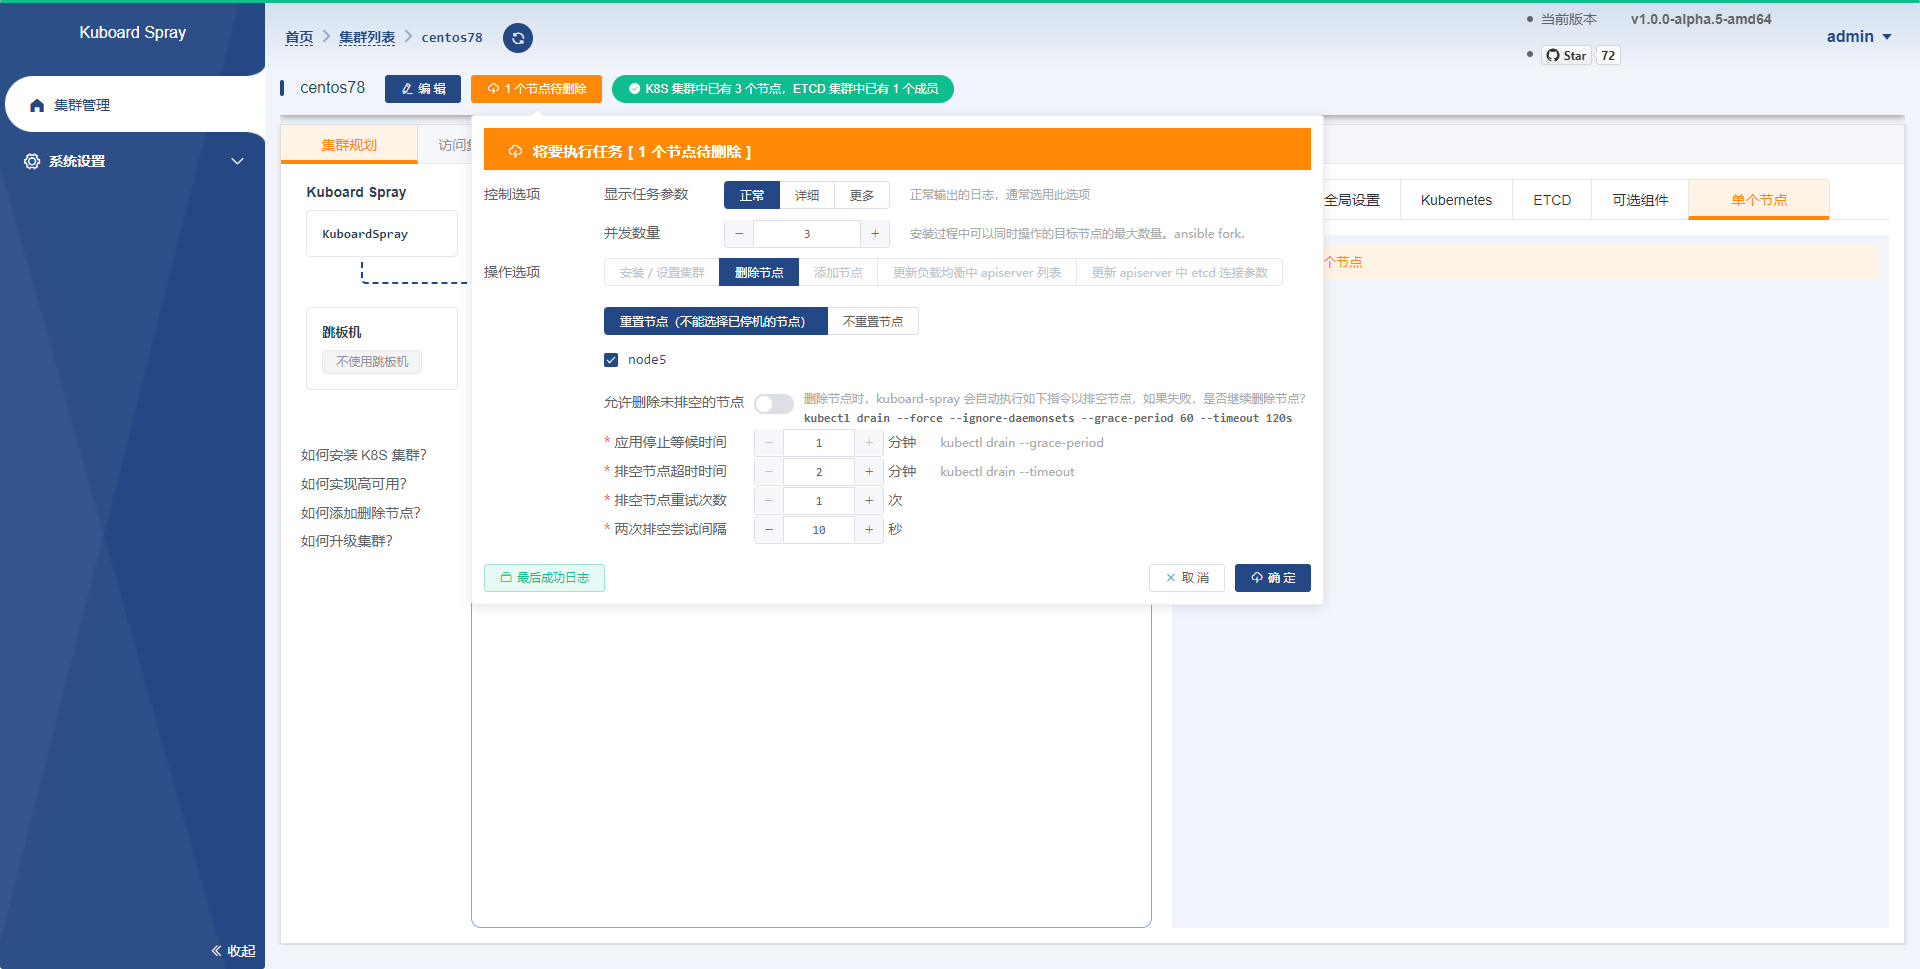 Kuboard Spray
集群管理
系统设置
收起
首页
集群列表
centos78
当前版本 v1.0.0-alpha.5-amd64
Star 72
admin
centos78
编 辑
1 个节点待删除
K8S 集群中已有 3 个节点，ETCD 集群中已有 1 个成员
集群规划
访问
Kuboard Spray
KuboardSpray
跳板机
不使用跳板机
如何安装 K8S 集群？
如何实现高可用？
如何添加删除节点？
如何升级集群？
将要执行任务 [ 1 个节点待删除 ]
控制选项
显示任务参数
正常
详细
更多
正常输出的日志，通常选用此选项
并发数量
3
安装过程中可以同时操作的目标节点的最大数量。ansible fork.
操作选项
安装 / 设置集群
删除节点
添加节点
更新负载均衡中 apiserver 列表
更新 apiserver 中 etcd 连接参数
重置节点（不能选择已停机的节点）
不重置节点
node5
允许删除未排空的节点
删除节点时，kuboard-spray 会自动执行如下指令以排空节点，如果失败，是否继续删除节点？
kubectl drain --force --ignore-daemonsets --grace-period 60 --timeout 120s
* 应用停止等候时间
1
分钟
kubectl drain --grace-period
* 排空节点超时时间
2
分钟
kubectl drain --timeout
* 排空节点重试次数
1
次
* 两次排空尝试间隔
10
秒
最后成功日志
取 消
确 定
全局设置
Kubernetes
ETCD
可选组件
单个节点
个节点